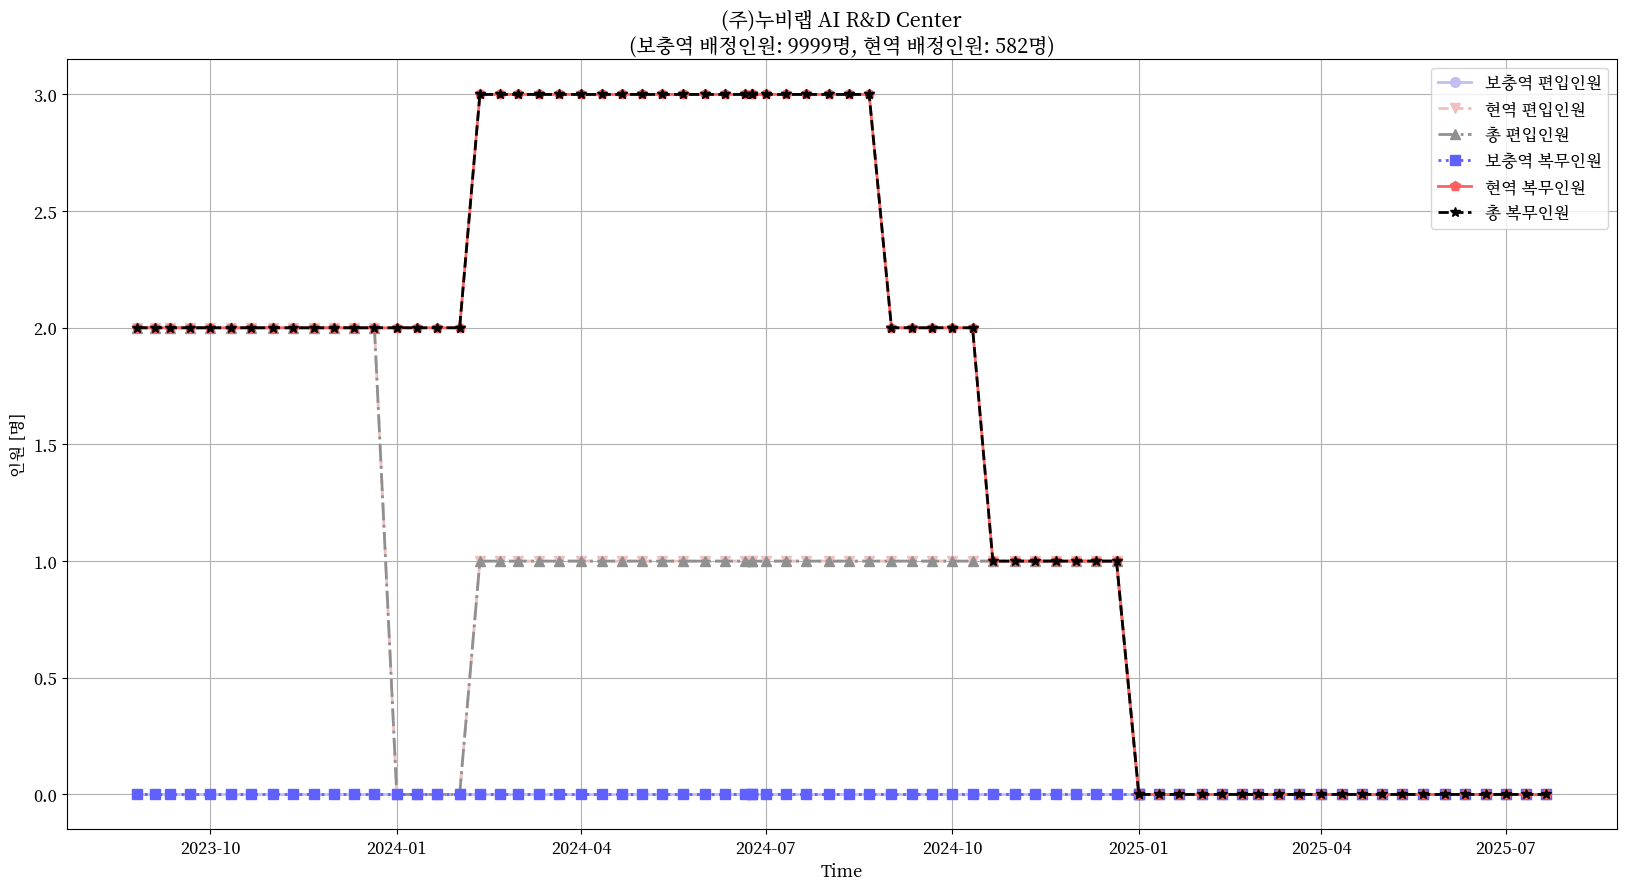 (주)누비랩 AI R&D Center
(보충역 배정인원: 9999명, 현역 배정인원: 582명)
보충역 편입인원
현역 편입인원
총 편입인원
보충역 복무인원
현역 복무인원
총 복무인원
3.0
2.5
2.0
1.5
1.0
0.5
0.0
인원 [명]
2023-10 2024-01 2024-04 2024-07 2024-10 2025-01 2025-04 2025-07
Time